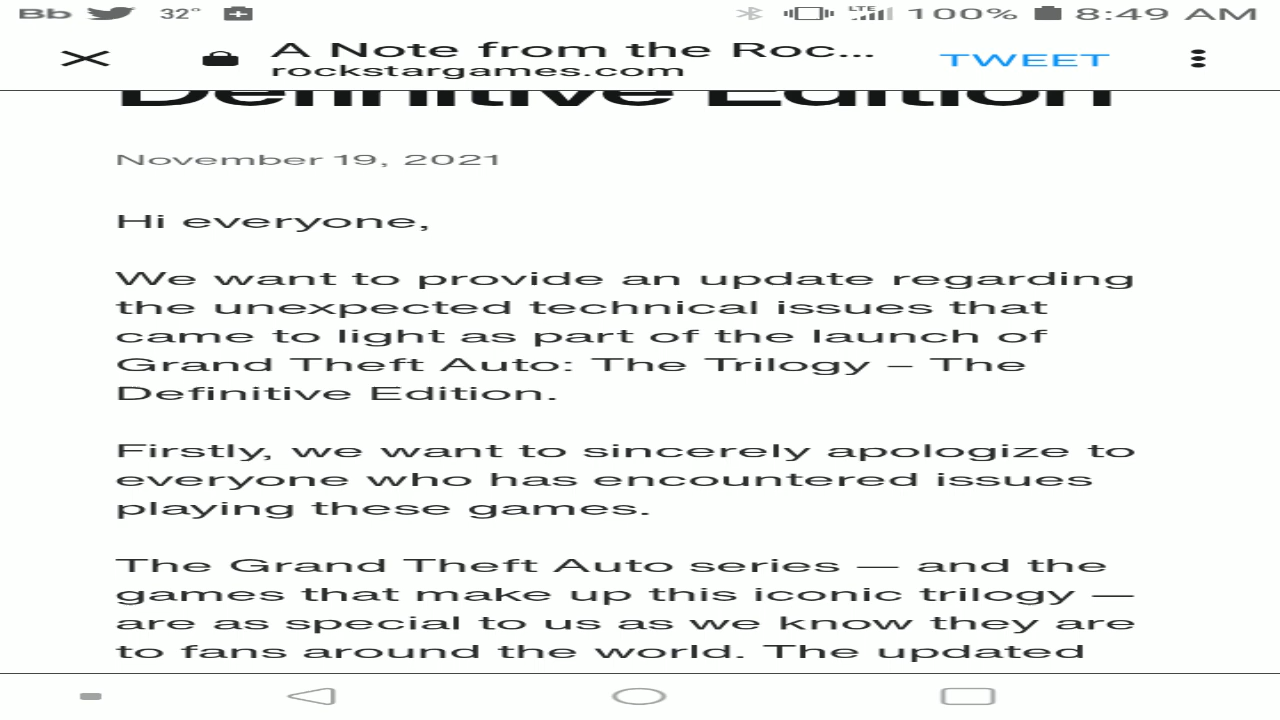 Bb 32° LTE 100% 8:49 AM
A Note from the Roc...
rockstargames.com
TWEET
Definitive Edition
November 19, 2021
Hi everyone,
We want to provide an update regarding
the unexpected technical issues that
came to light as part of the launch of
Grand Theft Auto: The Trilogy – The
Definitive Edition.
Firstly, we want to sincerely apologize to
everyone who has encountered issues
playing these games.
The Grand Theft Auto series — and the
games that make up this iconic trilogy —
are as special to us as we know they are
to fans around the world. The updated